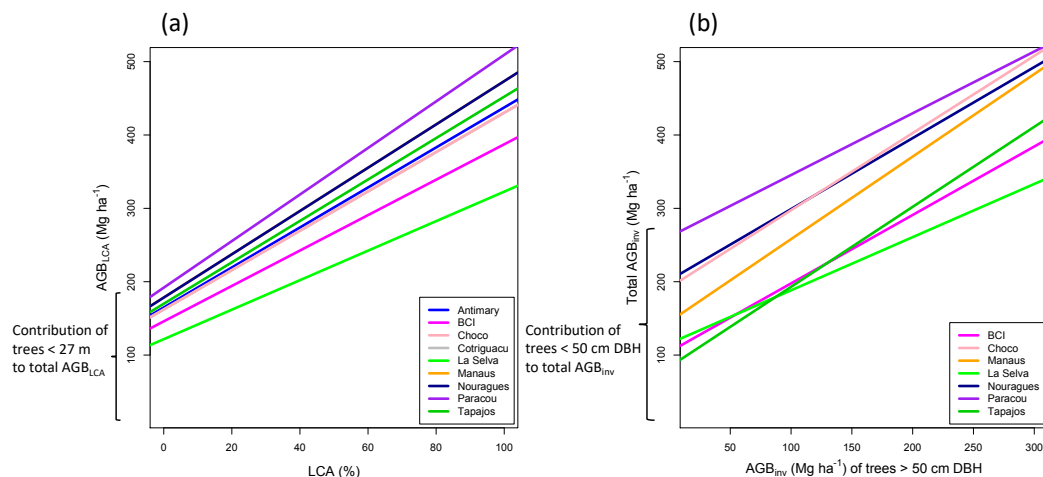 (a)
AGB_LCA (Mg ha⁻¹)
500
400
300
200
100
0
20
40
60
80
100
LCA (%)
Contribution of
trees < 27 m
to total AGB_LCA
Antimary
BCI
Choco
Cotriguacu
La Selva
Manaus
Nouragues
Paracou
Tapajos
(b)
Total AGB_inv (Mg ha⁻¹)
500
400
300
200
100
50
100
150
200
250
300
AGB_inv (Mg ha⁻¹) of trees > 50 cm DBH
Contribution of
trees < 50 cm DBH
to total AGB_inv
BCI
Choco
Manaus
La Selva
Nouragues
Paracou
Tapajos